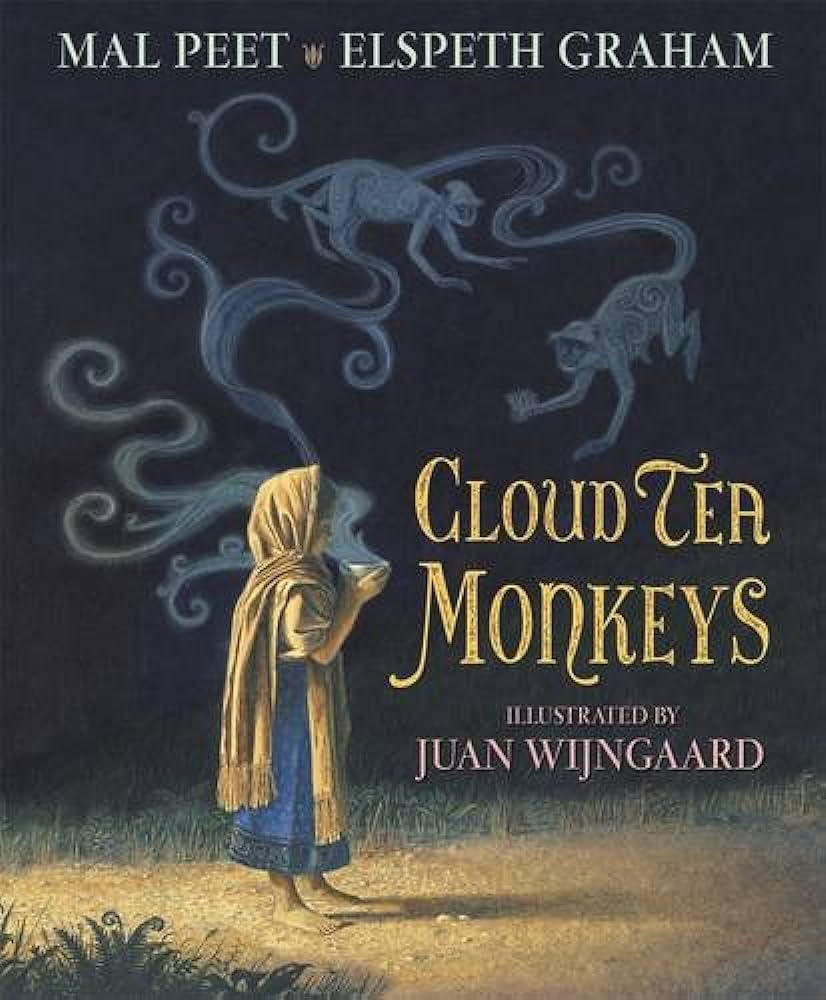 MAL PEET ELSPETH GRAHAM
CLOUD TEA
MONKEYS
ILLUSTRATED BY
JUAN WIJNGAARD